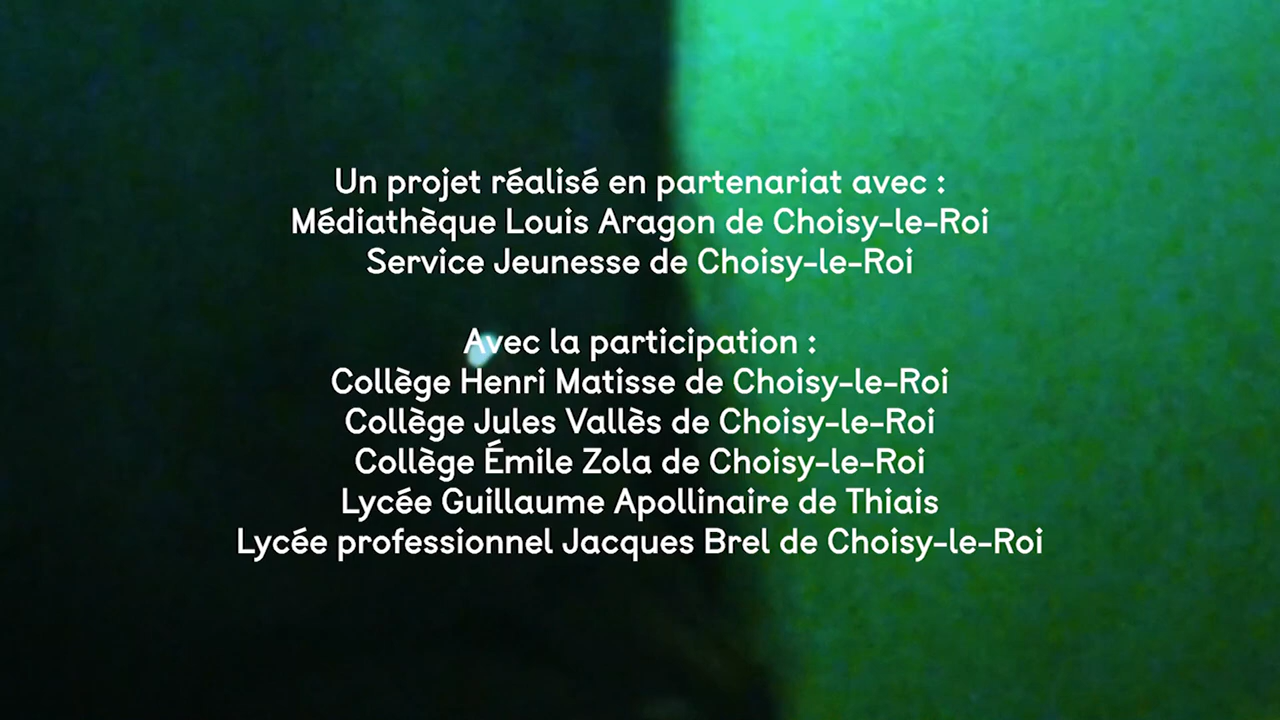 Un projet réalisé en partenariat avec :
Médiathèque Louis Aragon de Choisy-le-Roi
Service Jeunesse de Choisy-le-Roi
Avec la participation :
Collège Henri Matisse de Choisy-le-Roi
Collège Jules Vallès de Choisy-le-Roi
Collège Émile Zola de Choisy-le-Roi
Lycée Guillaume Apollinaire de Thiais
Lycée professionnel Jacques Brel de Choisy-le-Roi